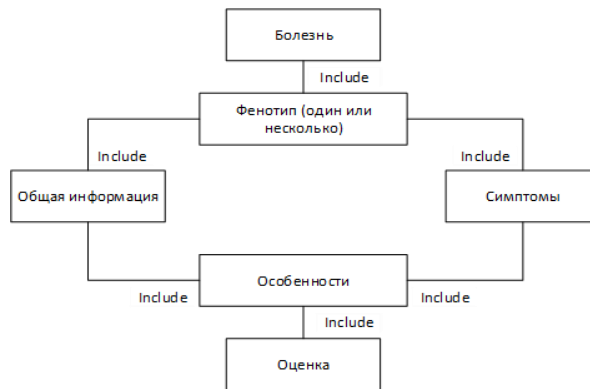 Болезнь
Include
Фенотип (один или
несколько)
Include
Include
Общая информация
Симптомы
Особенности
Include
Include
Include
Оценка